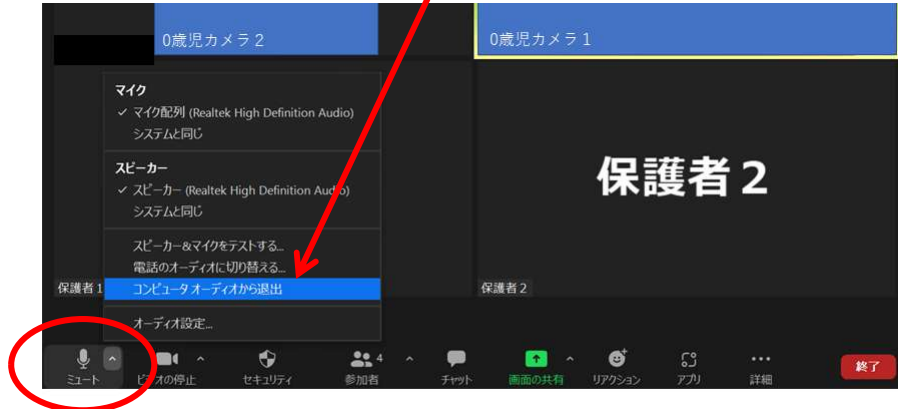 0歳児カメラ２
0歳児カメラ１
マイク
✓ マイク配列 (Realtek High Definition Audio)
システムと同じ
スピーカー
✓ スピーカー (Realtek High Definition Audio)
システムと同じ
スピーカー&マイクをテストする...
電話のオーディオに切り替える...
コンピュータ オーディオから退出
オーディオ設定...
保護者２
保護者１
保護者２
ミュート
ビデオの停止
セキュリティ
4
参加者
チャット
画面の共有
リアクション
アプリ
詳細
終了